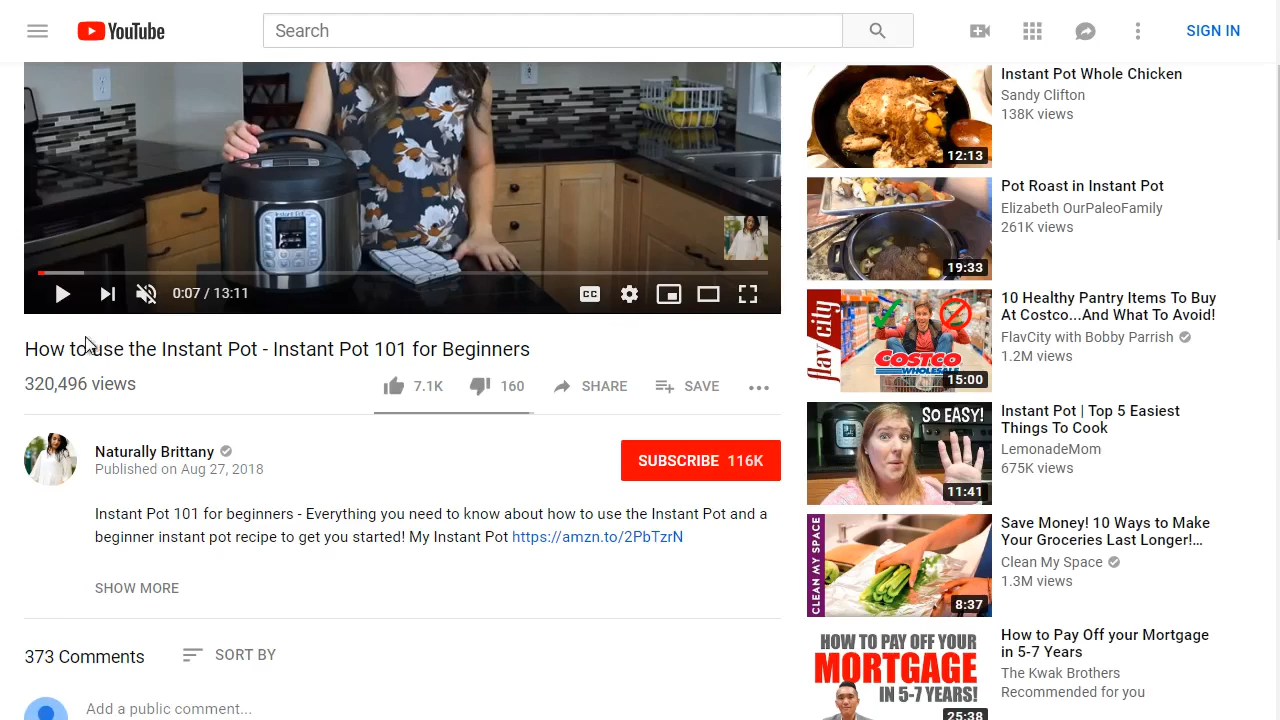 YouTube
Search
SIGN IN
0:07 / 13:11
CC
How to use the Instant Pot - Instant Pot 101 for Beginners
320,496 views
7.1K
160
SHARE
SAVE
Naturally Brittany
Published on Aug 27, 2018
SUBSCRIBE 116K
Instant Pot 101 for beginners - Everything you need to know about how to use the Instant Pot and a
beginner instant pot recipe to get you started! My Instant Pot https://amzn.to/2PbTzrN
SHOW MORE
373 Comments
SORT BY
Add a public comment...
12:13
Instant Pot Whole Chicken
Sandy Clifton
138K views
19:33
Pot Roast in Instant Pot
Elizabeth OurPaleoFamily
261K views
flav city
COSTCO
WHOLESALE
15:00
10 Healthy Pantry Items To Buy
At Costco...And What To Avoid!
FlavCity with Bobby Parrish
1.2M views
SO EASY!
11:41
Instant Pot | Top 5 Easiest
Things To Cook
LemonadeMom
675K views
CLEAN MY SPACE
8:37
Save Money! 10 Ways to Make
Your Groceries Last Longer!...
Clean My Space
1.3M views
HOW TO PAY OFF YOUR
MORTGAGE
IN 5-7 YEARS!
25:38
How to Pay Off your Mortgage
in 5-7 Years
The Kwak Brothers
Recommended for you